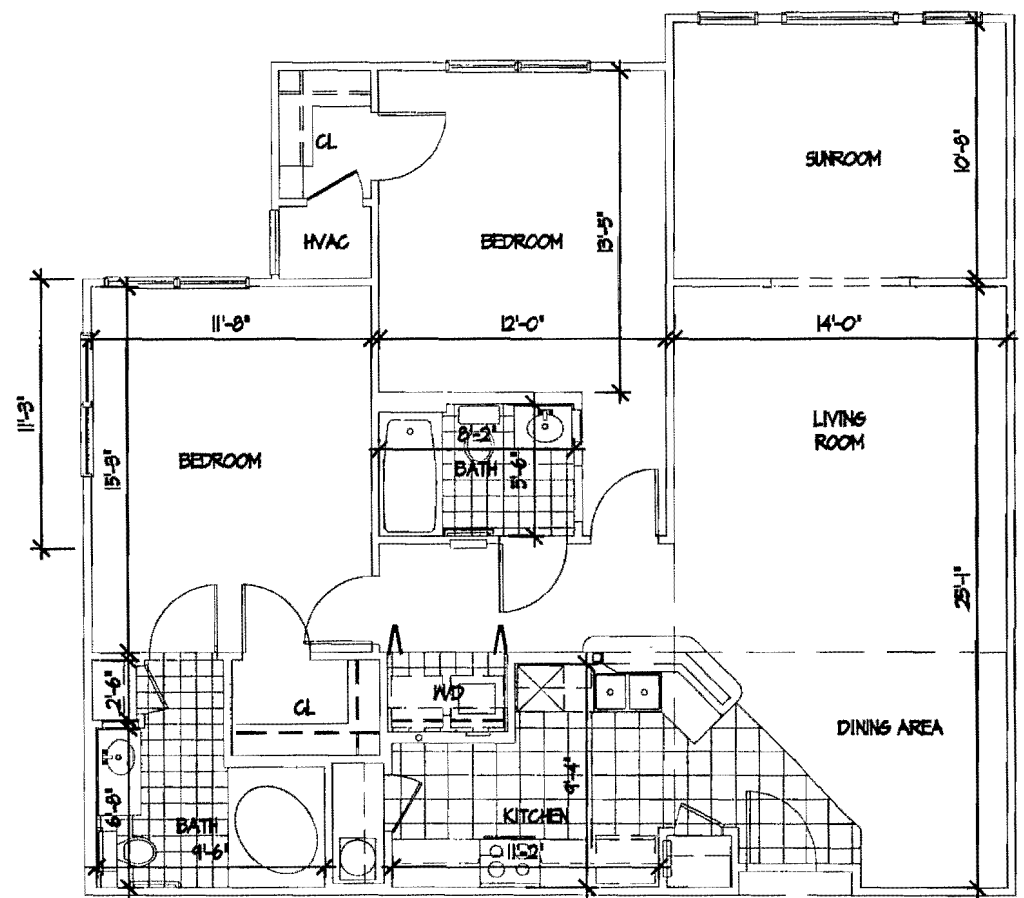 CL
SUNROOM
10'-8"
HVAC
BEDROOM
13'-5"
11'-8"
12'-0"
14'-0"
11'-3"
15'-3"
BEDROOM
8'-2"
BATH
5'-6"
LIVING
ROOM
25'-1"
2'-6"
CL
W/D
DINING AREA
6'-8"
BATH
9'-6"
9'-4"
KITCHEN
11'-2"